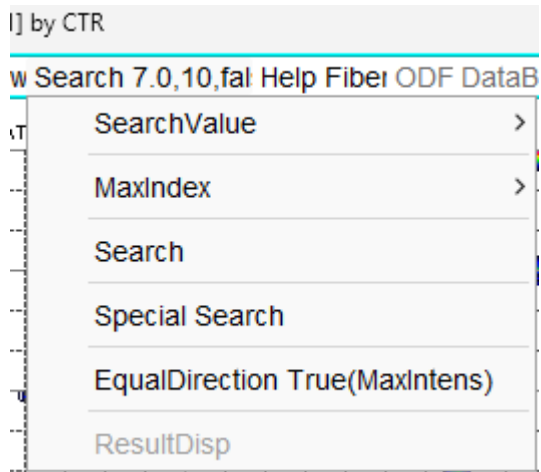 ] by CTR
w Search 7.0,10,fal Help Fiber ODF DataB
SearchValue
MaxIndex
Search
Special Search
EqualDirection True(MaxIntens)
ResultDisp